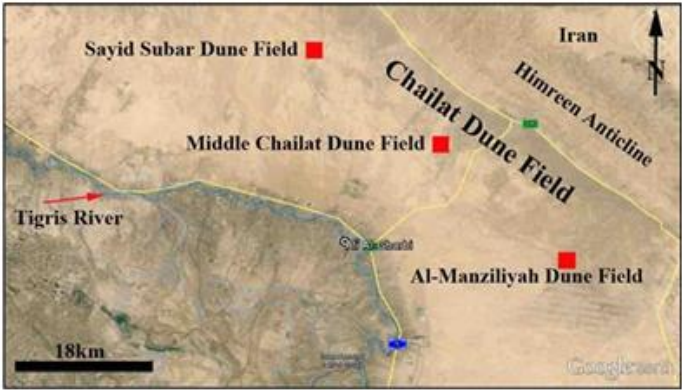 Sayid Subar Dune Field
Iran
N
Himreen Anticline
Chailat Dune Field
Middle Chailat Dune Field
Tigris River
Al-Manziliyah Dune Field
18km
Google